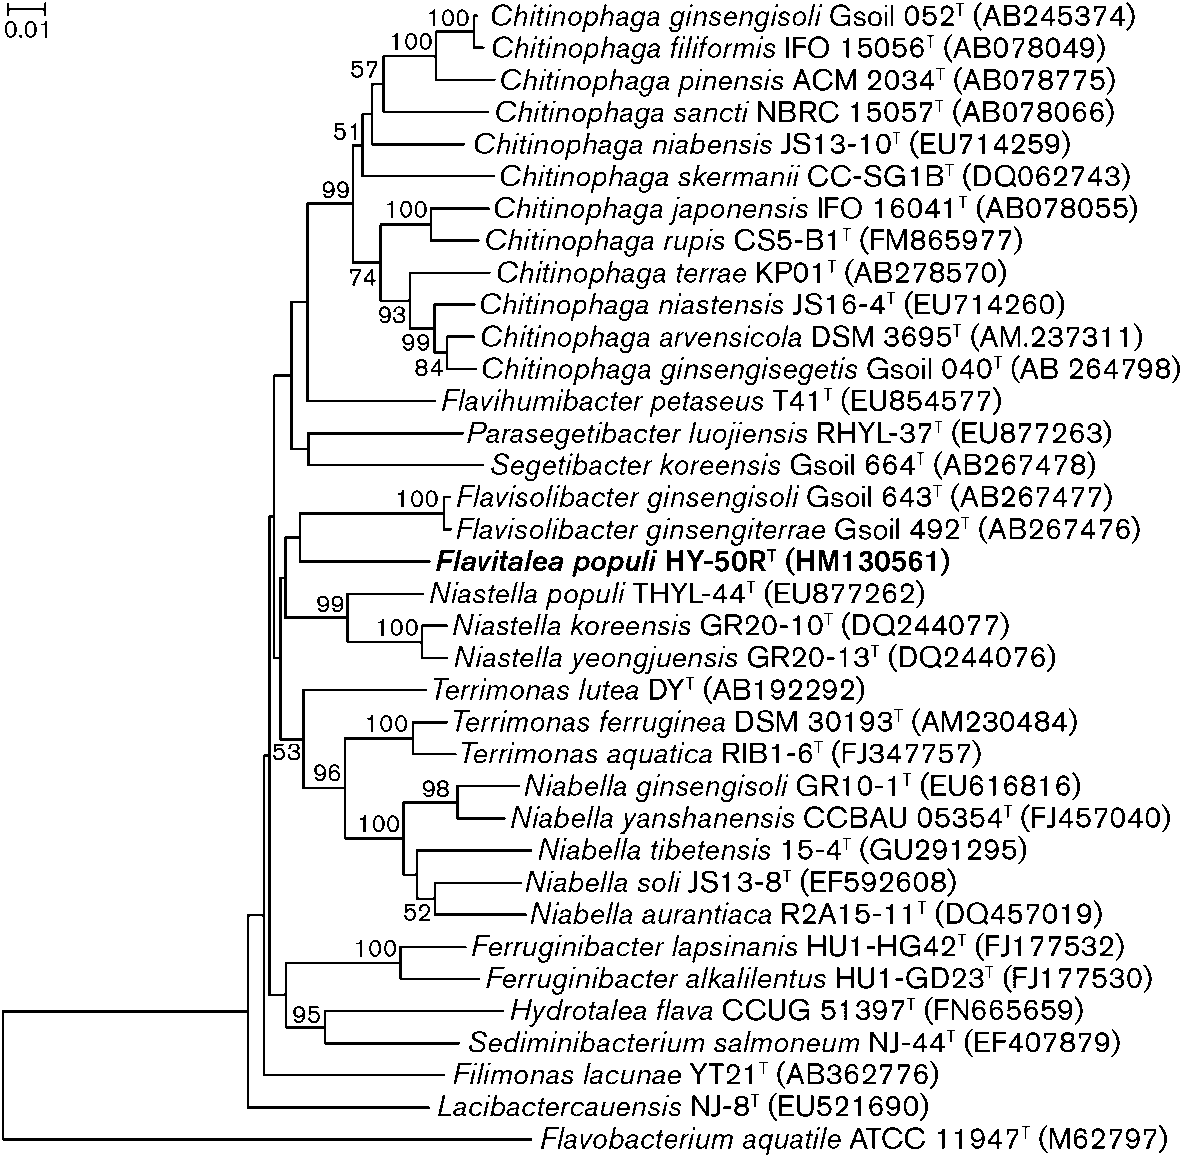 0.01
100
Chitinophaga ginsengisoli Gsoil 052ᵀ (AB245374)
100
Chitinophaga filiformis IFO 15056ᵀ (AB078049)
57
Chitinophaga pinensis ACM 2034ᵀ (AB078775)
Chitinophaga sancti NBRC 15057ᵀ (AB078066)
51
Chitinophaga niabensis JS13-10ᵀ (EU714259)
Chitinophaga skermanii CC-SG1Bᵀ (DQ062743)
99
100
Chitinophaga japonensis IFO 16041ᵀ (AB078055)
Chitinophaga rupis CS5-B1ᵀ (FM865977)
74
Chitinophaga terrae KP01ᵀ (AB278570)
93
Chitinophaga niastensis JS16-4ᵀ (EU714260)
99
Chitinophaga arvensicola DSM 3695ᵀ (AM.237311)
84
Chitinophaga ginsengisegetis Gsoil 040ᵀ (AB 264798)
Flavihumibacter petaseus T41ᵀ (EU854577)
Parasegetibacter luojiensis RHYL-37ᵀ (EU877263)
Segetibacter koreensis Gsoil 664ᵀ (AB267478)
100
Flavisolibacter ginsengisoli Gsoil 643ᵀ (AB267477)
Flavisolibacter ginsengiterrae Gsoil 492ᵀ (AB267476)
Flavitalea populi HY-50Rᵀ (HM130561)
Niastella populi THYL-44ᵀ (EU877262)
99
100
Niastella koreensis GR20-10ᵀ (DQ244077)
Niastella yeongjuensis GR20-13ᵀ (DQ244076)
Terrimonas lutea DYᵀ (AB192292)
100
Terrimonas ferruginea DSM 30193ᵀ (AM230484)
53
Terrimonas aquatica RIB1-6ᵀ (FJ347757)
96
98
Niabella ginsengisoli GR10-1ᵀ (EU616816)
100
Niabella yanshanensis CCBAU 05354ᵀ (FJ457040)
Niabella tibetensis 15-4ᵀ (GU291295)
Niabella soli JS13-8ᵀ (EF592608)
52
Niabella aurantiaca R2A15-11ᵀ (DQ457019)
100
Ferruginibacter lapsinanis HU1-HG42ᵀ (FJ177532)
Ferruginibacter alkalilentus HU1-GD23ᵀ (FJ177530)
95
Hydrotalea flava CCUG 51397ᵀ (FN665659)
Sediminibacterium salmoneum NJ-44ᵀ (EF407879)
Filimonas lacunae YT21ᵀ (AB362776)
Lacibactercauensis NJ-8ᵀ (EU521690)
Flavobacterium aquatile ATCC 11947ᵀ (M62797)